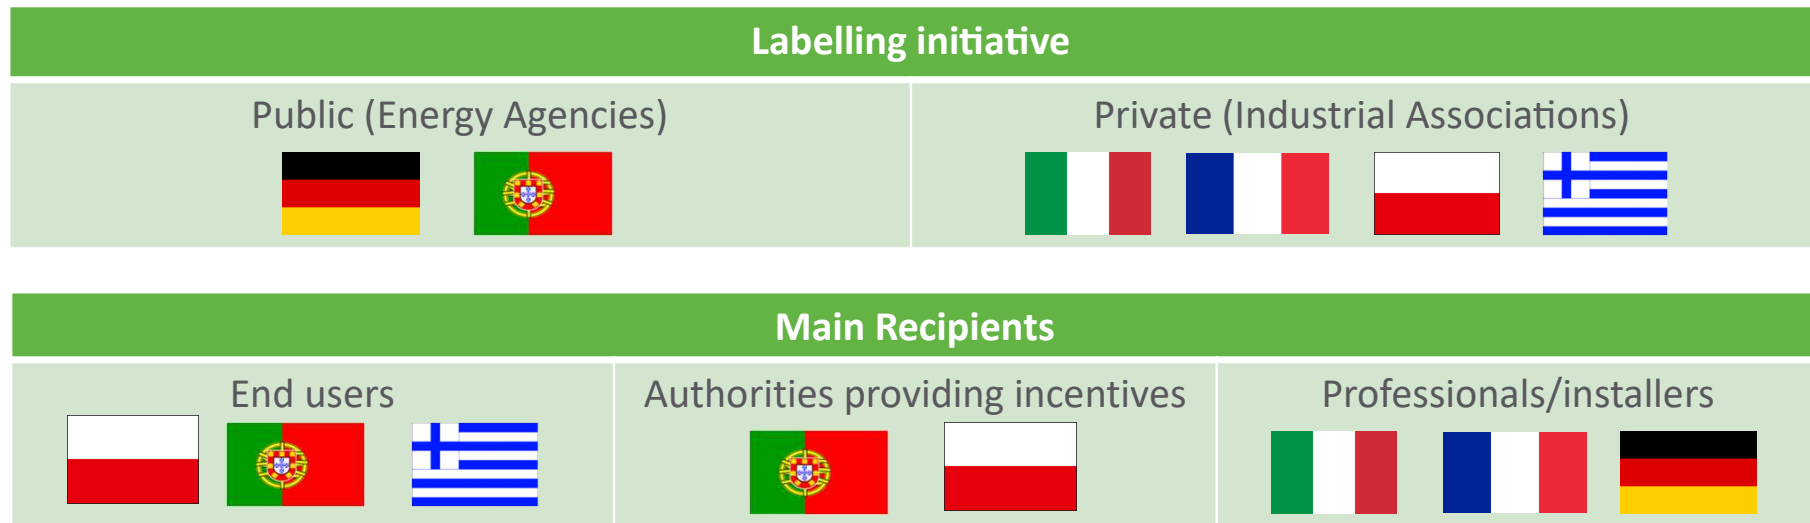 Labelling initiative
Public (Energy Agencies)
Private (Industrial Associations)
Main Recipients
End users
Authorities providing incentives
Professionals/installers